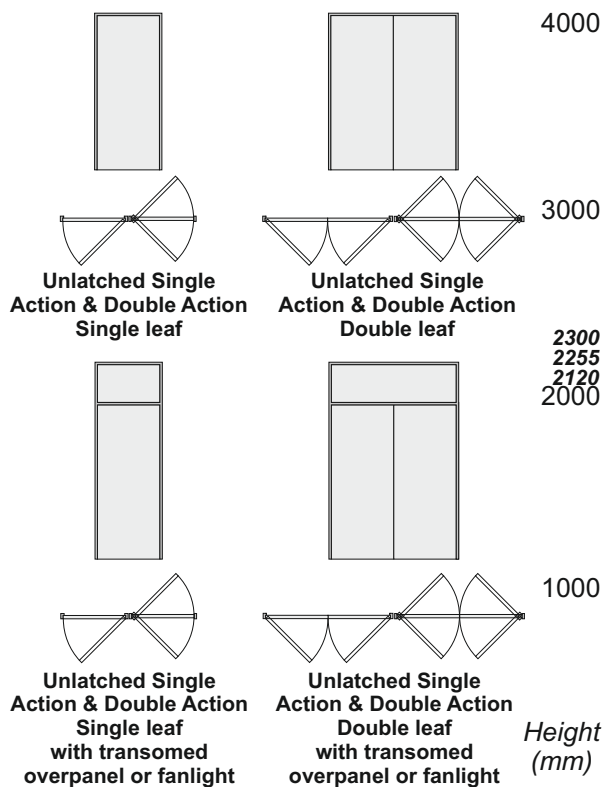 4000
3000
Unlatched Single
Action & Double Action
Single leaf
Unlatched Single
Action & Double Action
Double leaf
2300
2255
2120
2000
1000
Unlatched Single
Action & Double Action
Single leaf
with transomed
overpanel or fanlight
Unlatched Single
Action & Double Action
Double leaf
with transomed
overpanel or fanlight
Height
(mm)